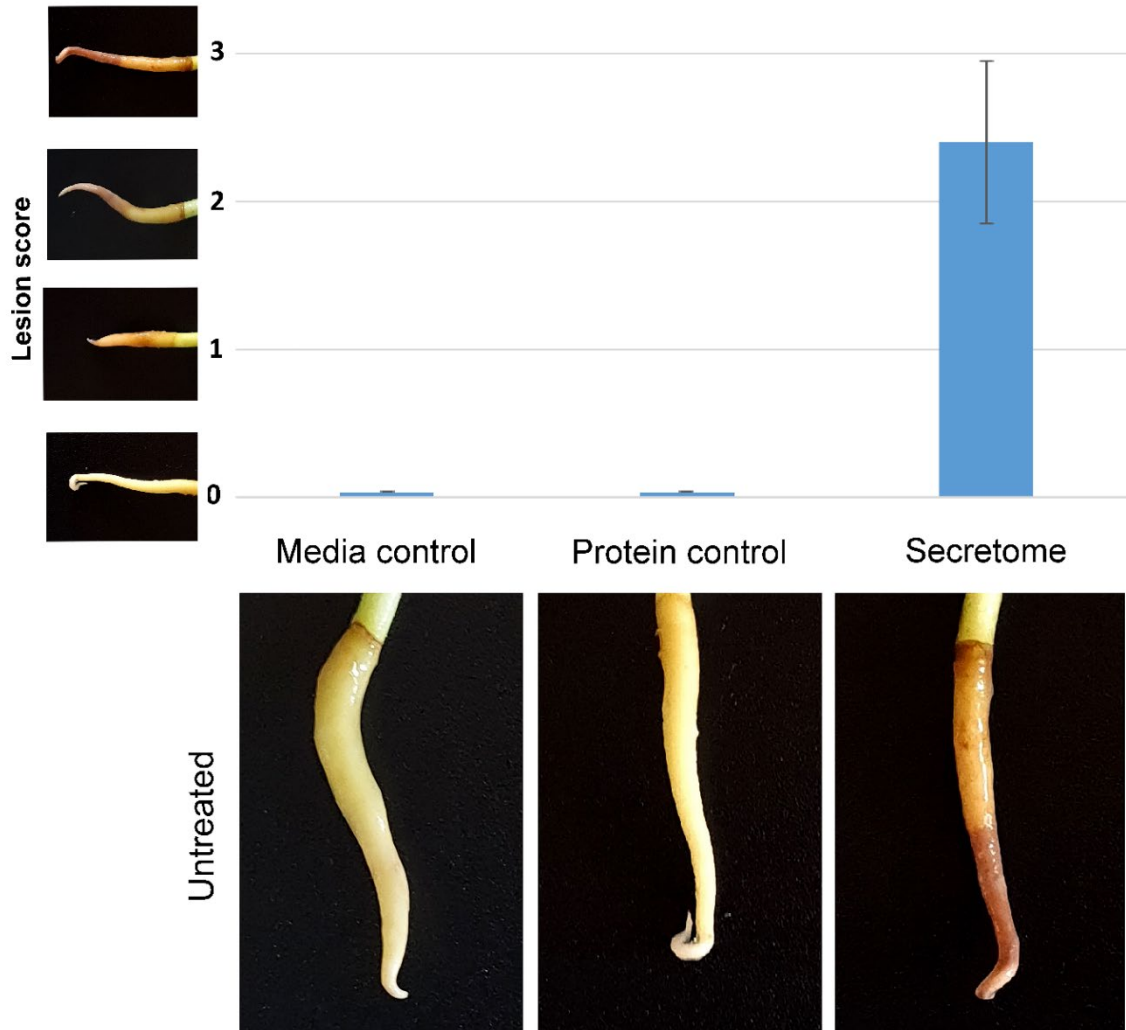 Lesion score
3
2
1
0
Media control
Protein control
Secretome
Untreated